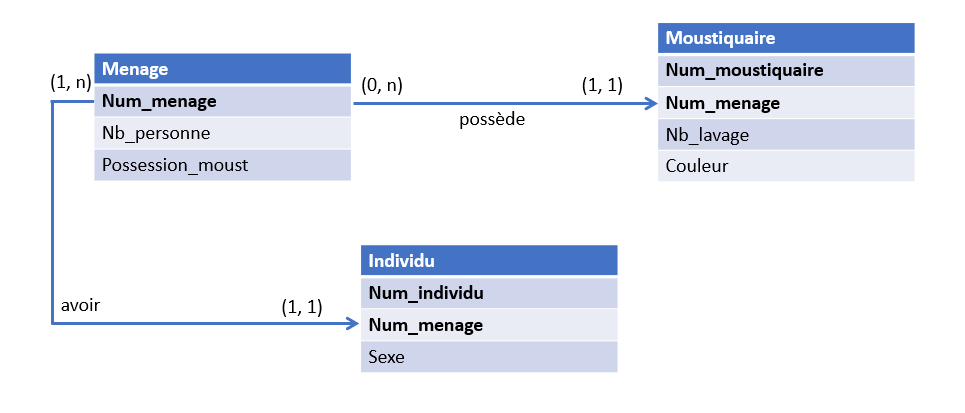 Moustiquaire
Num_moustiquaire
Num_menage
Nb_lavage
Couleur
Menage
Num_menage
Nb_personne
Possession_moust
(1, n)
(0, n)
(1, 1)
possède
Individu
Num_individu
Num_menage
Sexe
avoir
(1, 1)